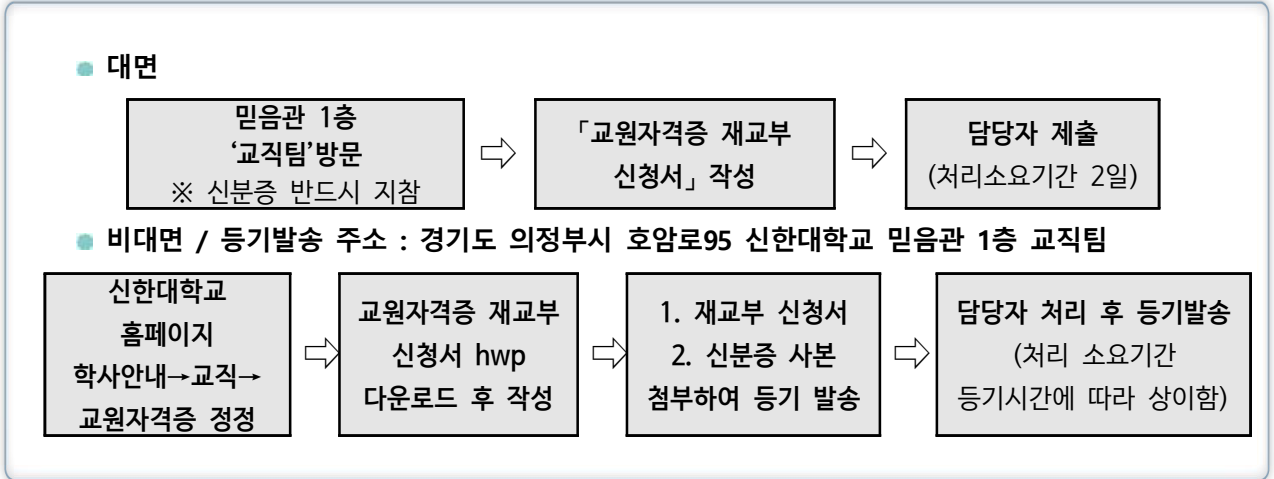 대면
믿음관 1층
‘교직팀’방문
※ 신분증 반드시 지참
⇨
「교원자격증 재교부
신청서」 작성
⇨
담당자 제출
(처리소요기간 2일)
비대면 / 등기발송 주소 : 경기도 의정부시 호암로95 신한대학교 믿음관 1층 교직팀
신한대학교
홈페이지
학사안내→교직→
교원자격증 정정
⇨
교원자격증 재교부
신청서 hwp
다운로드 후 작성
⇨
1. 재교부 신청서
2. 신분증 사본
첨부하여 등기 발송
⇨
담당자 처리 후 등기발송
(처리 소요기간
등기시간에 따라 상이함)